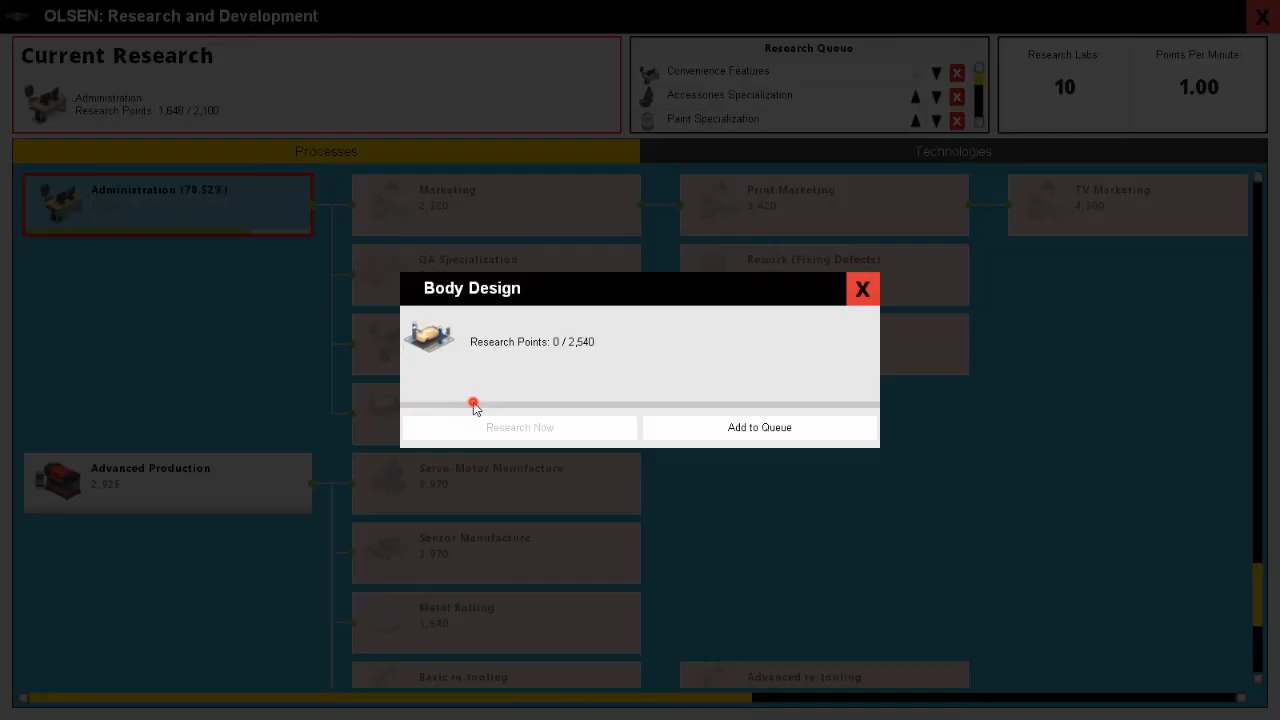 OLSEN: Research and Development
X
Current Research
Administration
Research Points: 1,648 / 2,100
Research Queue
Convenience Features
Accessories Specialization
Paint Specialization
Research Labs:
10
Points Per Minute:
1.00
Processes
Technologies
Administration (78.52%)
Marketing
2,320
Print Marketing
3,420
TV Marketing
4,300
QA Specialization
Rework (Fixing Defects)
Body Design
X
Research Points: 0 / 2,540
Research Now
Add to Queue
Advanced Production
2,925
Servo-Motor Manufacture
3,970
Sensor Manufacture
3,970
Metal Rolling
3,640
Basic re-tooling
Advanced re-tooling